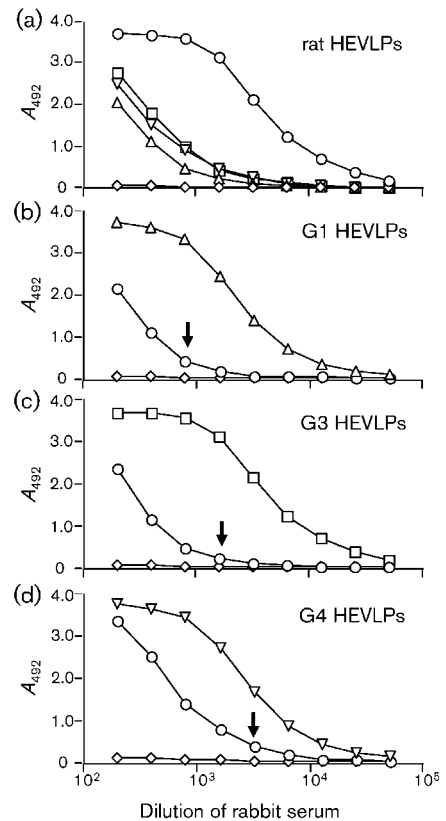 (a)
rat HEVLPs
4.0
3.0
2.0
1.0
0
A492
(b)
G1 HEVLPs
4.0
3.0
2.0
1.0
0
A492
(c)
G3 HEVLPs
4.0
3.0
2.0
1.0
0
A492
(d)
G4 HEVLPs
4.0
3.0
2.0
1.0
0
A492
10² 10³ 10⁴ 10⁵
Dilution of rabbit serum